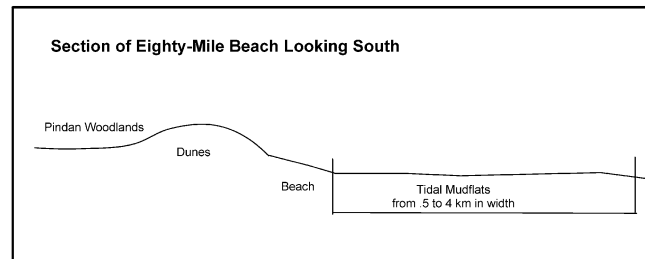 Section of Eighty-Mile Beach Looking South
Pindan Woodlands
Dunes
Beach
Tidal Mudflats
from .5 to 4 km in width